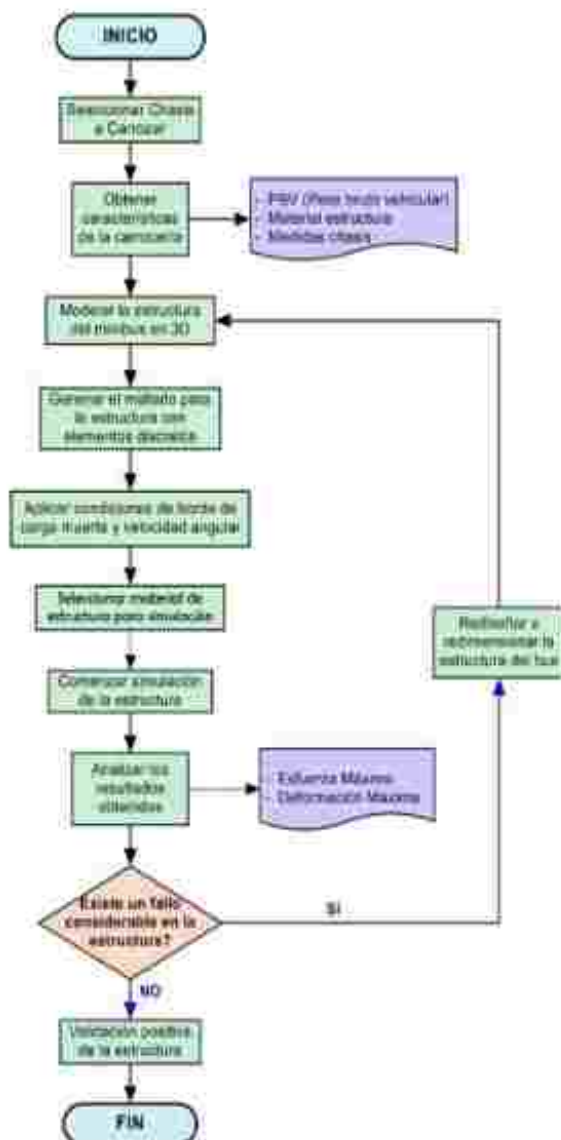 INICIO
Seleccionar Chasis
a Carrozar
Obtener
características
de la carrocería
- PBV (Peso bruto vehicular)
- Material estructura
- Medidas chasis
Modelar la estructura
del minibus en 3D
Generar el mallado para
la estructura con
elementos discretos
Aplicar condiciones de borde de
carga muerta y velocidad angular
Seleccionar material de
estructura para simulación
Comenzar simulación
de la estructura
Rediseñar o
redimensionar la
estructura del bus
Analizar los
resultados
obtenidos
- Esfuerzo Máximo
- Deformación Máxima
Existe un fallo
considerable en la
estructura?
SI
NO
Validación positiva
de la estructura
FIN